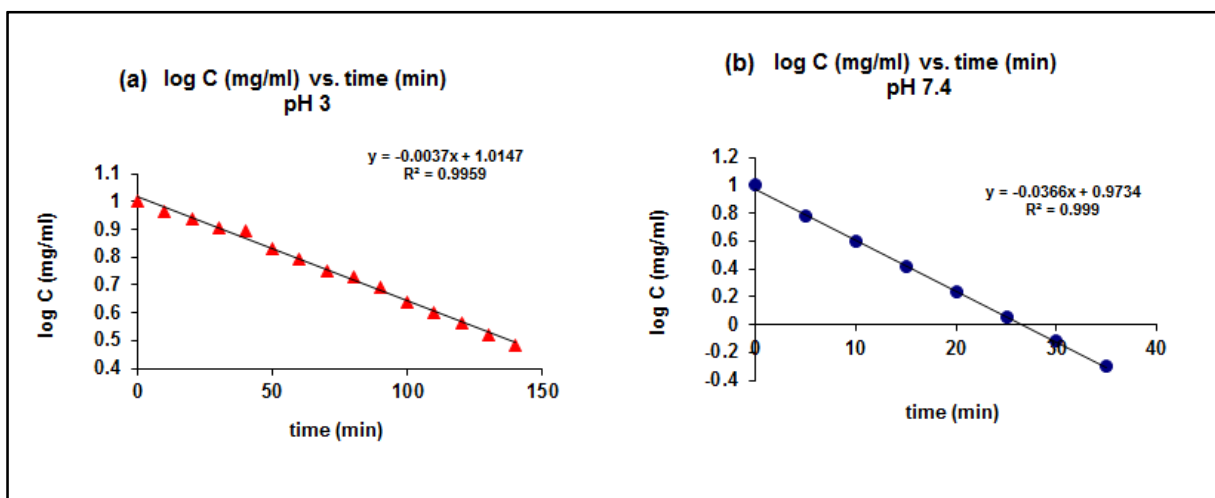 (a) log C (mg/ml) vs. time (min)
pH 3
y = -0.0037x + 1.0147
R² = 0.9959
1.1
1
0.9
0.8
0.7
0.6
0.5
0.4
log C (mg/ml)
0
50
100
150
time (min)
(b) log C (mg/ml) vs. time (min)
pH 7.4
y = -0.0366x + 0.9734
R² = 0.999
1.2
1
0.8
0.6
0.4
0.2
0
-0.2
-0.4
log C (mg/ml)
0
10
20
30
40
time (min)